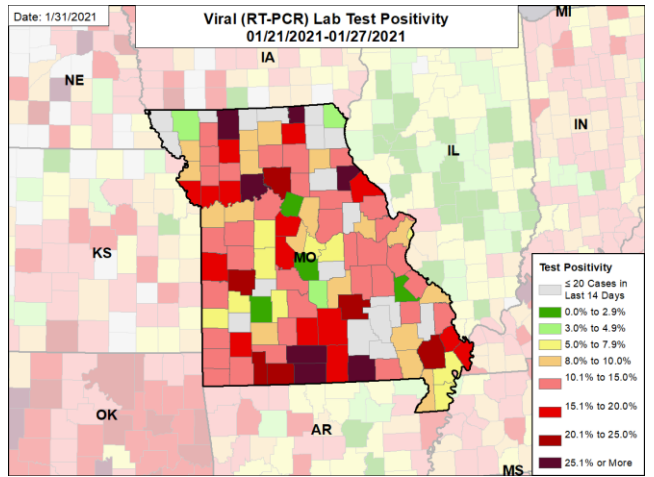 Date: 1/31/2021
Viral (RT-PCR) Lab Test Positivity
01/21/2021-01/27/2021
MI
IA
NE
IN
IL
KS
MO
OK
AR
MS
Test Positivity
≤ 20 Cases in
Last 14 Days
0.0% to 2.9%
3.0% to 4.9%
5.0% to 7.9%
8.0% to 10.0%
10.1% to 15.0%
15.1% to 20.0%
20.1% to 25.0%
25.1% or More